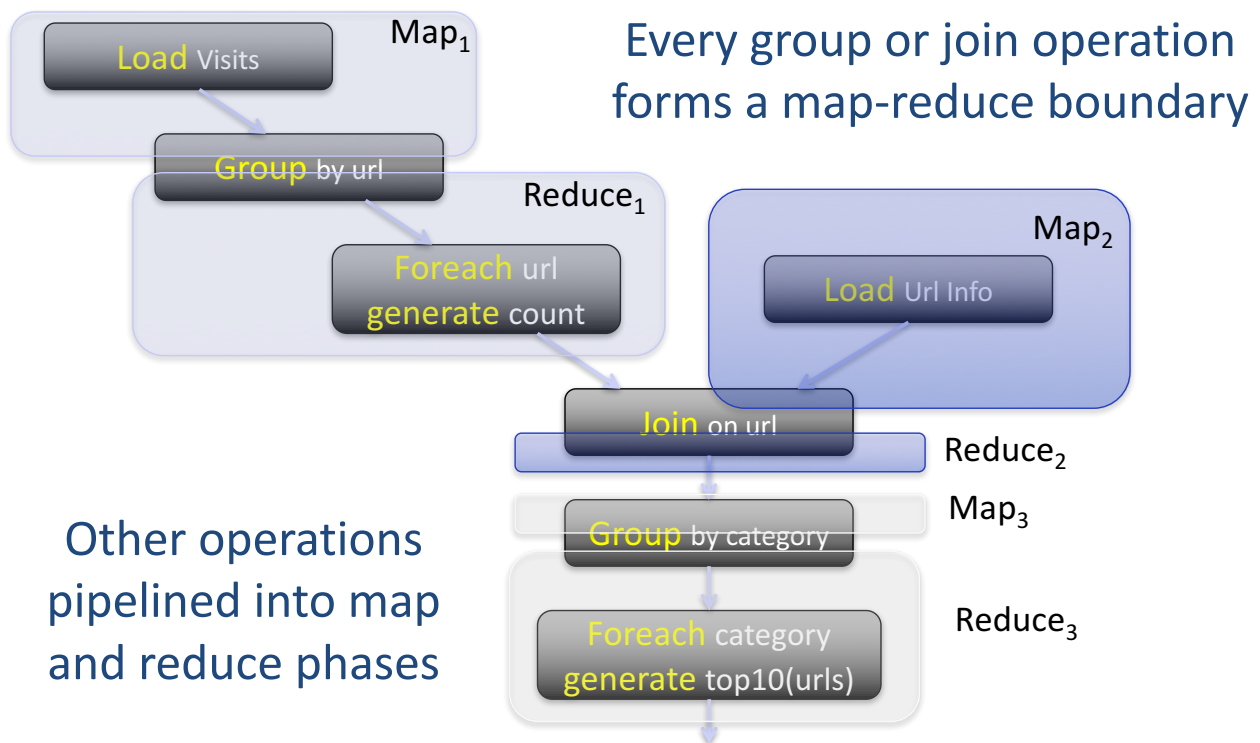 Map₁
Load Visits
Every group or join operation
forms a map-reduce boundary
Group by url
Reduce₁
Foreach url
generate count
Map₂
Load Url Info
Join on url
Reduce₂
Map₃
Group by category
Other operations
pipelined into map
and reduce phases
Reduce₃
Foreach category
generate top10(urls)